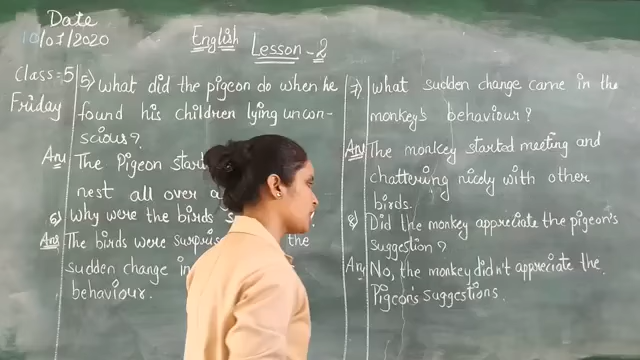 Date
10/01/2020
English Lesson-2
Class:5
Friday
5) What did the pigeon do when he
found his children lying uncon-
scious?
Ans The Pigeon start
nest all over a
6) Why were the birds s
Ans The birds were surpris the
sudden change in
behaviour.
7) What sudden change came in the
monkey's behaviour?
Ans The monkey started meeting and
chattering nicely with other
birds.
8) Did the monkey appreciate the pigeon's
suggestion?
Ans No, the monkey didn't appreciate the
Pigeon's suggestions.